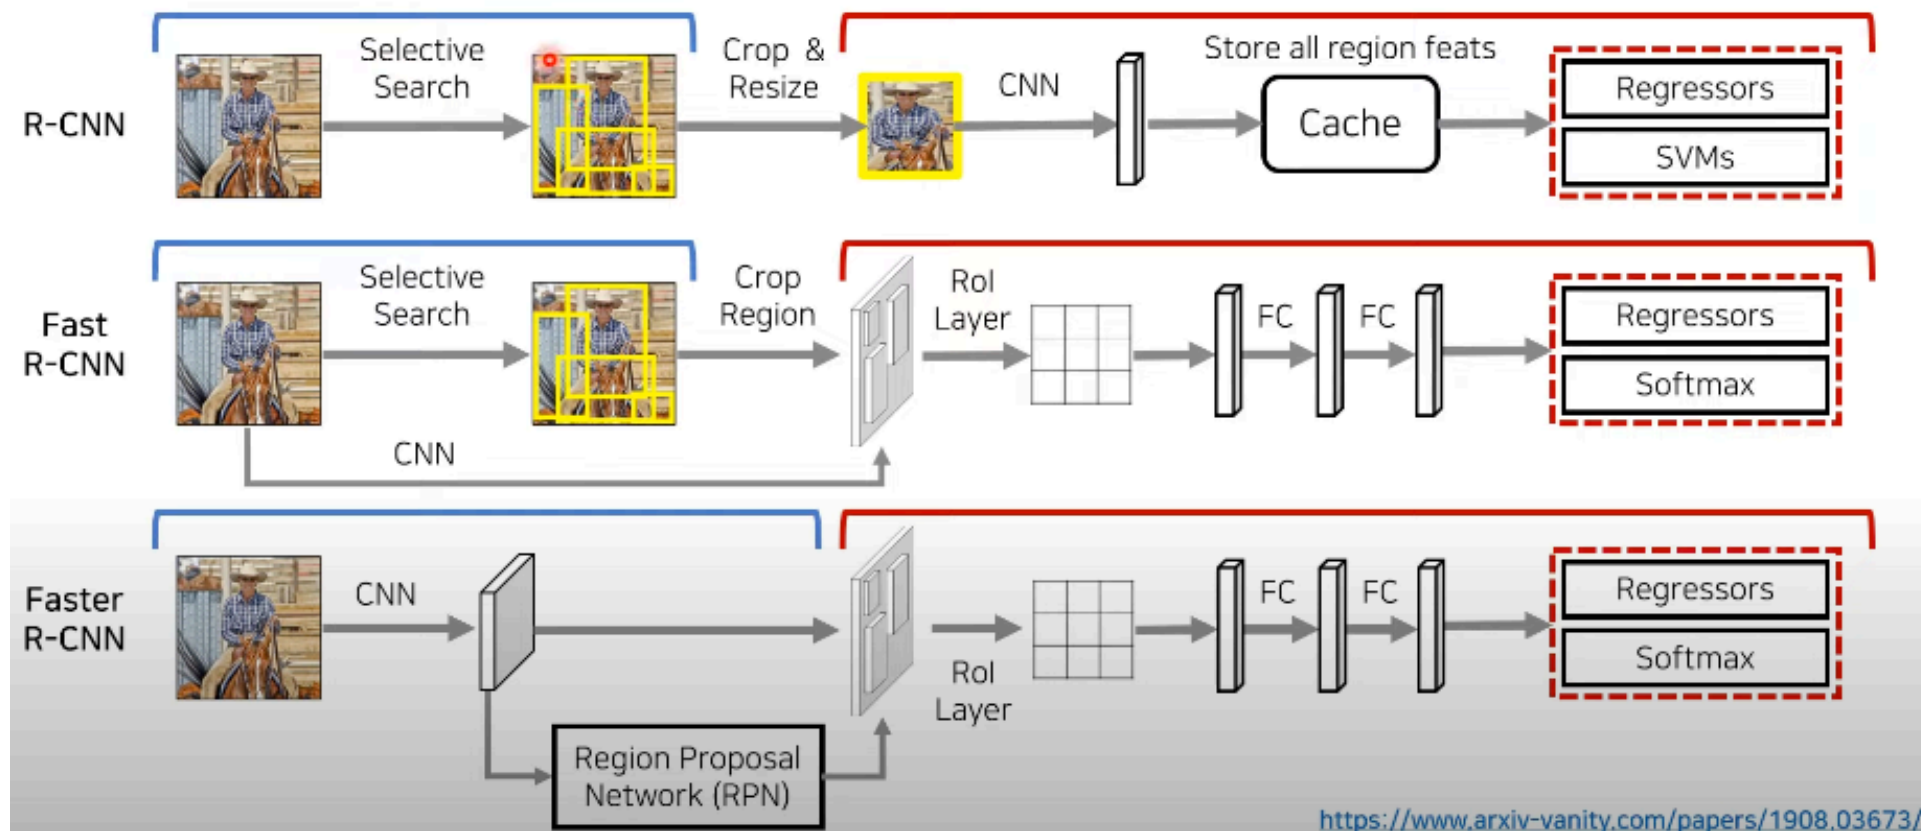 R-CNN
Selective
Search
Crop &
Resize
CNN
Store all region feats
Cache
Regressors
SVMs
Fast
R-CNN
Selective
Search
Crop
Region
CNN
RoI
Layer
FC
FC
Regressors
Softmax
Faster
R-CNN
CNN
Region Proposal
Network (RPN)
RoI
Layer
FC
FC
Regressors
Softmax
https://www.arxiv-vanity.com/papers/1908.03673/